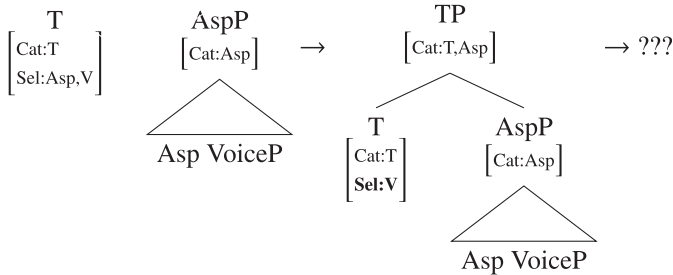 T
[Cat:T
Sel:Asp,V]
AspP
[Cat:Asp]
Asp VoiceP
→
TP
[Cat:T,Asp]
T
[Cat:T
Sel:V]
AspP
[Cat:Asp]
Asp VoiceP
→ ???